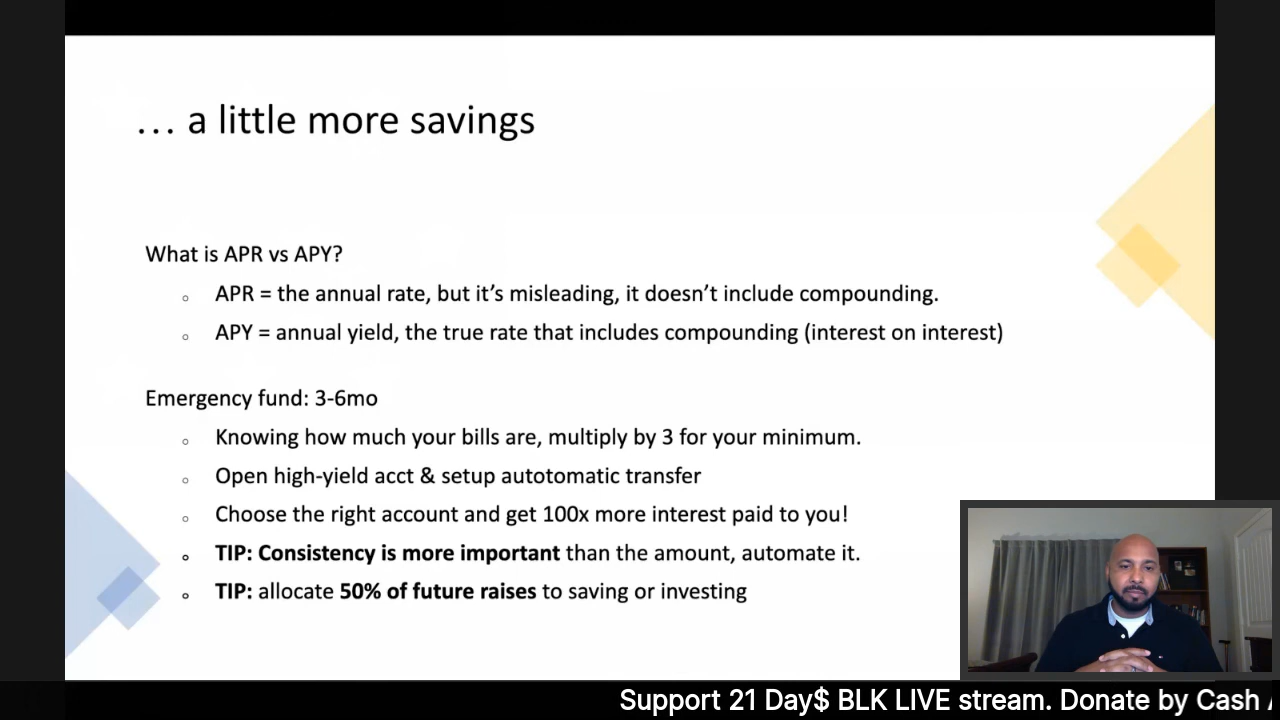 ... a little more savings
What is APR vs APY?
APR = the annual rate, but it's misleading, it doesn't include compounding.
APY = annual yield, the true rate that includes compounding (interest on interest)
Emergency fund: 3-6mo
Knowing how much your bills are, multiply by 3 for your minimum.
Open high-yield acct & setup autotomatic transfer
Choose the right account and get 100x more interest paid to you!
TIP: Consistency is more important than the amount, automate it.
TIP: allocate 50% of future raises to saving or investing
Support 21 Day$ BLK LIVE stream. Donate by Cash